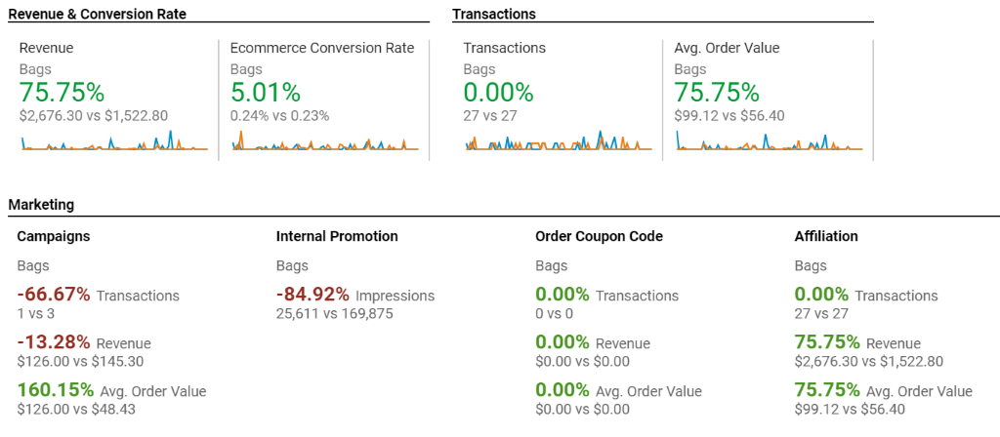 Revenue & Conversion Rate
Transactions
Revenue
Bags
75.75%
$2,676.30 vs $1,522.80
Ecommerce Conversion Rate
Bags
5.01%
0.24% vs 0.23%
Transactions
Bags
0.00%
27 vs 27
Avg. Order Value
Bags
75.75%
$99.12 vs $56.40
Marketing
Campaigns
Bags
-66.67% Transactions
1 vs 3
-13.28% Revenue
$126.00 vs $145.30
160.15% Avg. Order Value
$126.00 vs $48.43
Internal Promotion
Bags
-84.92% Impressions
25,611 vs 169,875
Order Coupon Code
Bags
0.00% Transactions
0 vs 0
0.00% Revenue
$0.00 vs $0.00
0.00% Avg. Order Value
$0.00 vs $0.00
Affiliation
Bags
0.00% Transactions
27 vs 27
75.75% Revenue
$2,676.30 vs $1,522.80
75.75% Avg. Order Value
$99.12 vs $56.40